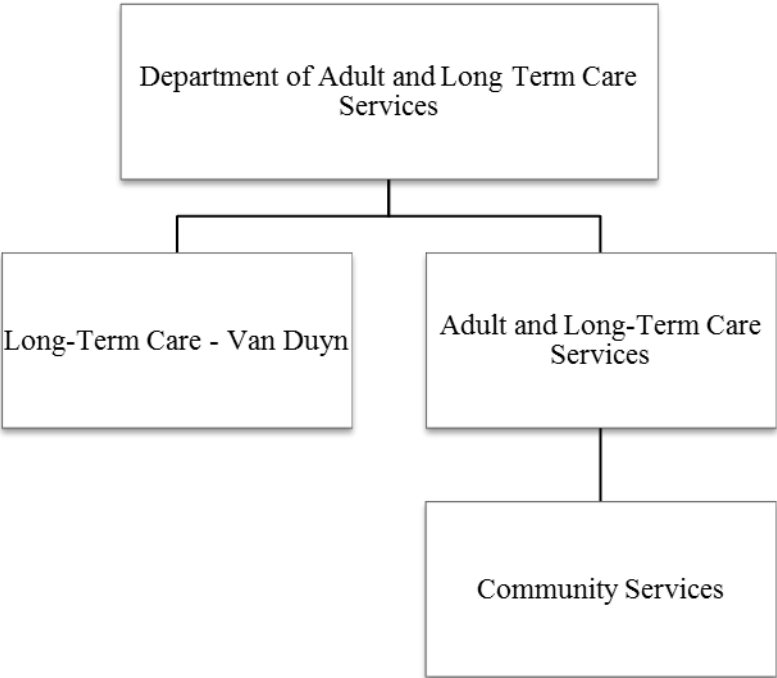 Department of Adult and Long Term Care
Services
Long-Term Care - Van Duyn
Adult and Long-Term Care
Services
Community Services